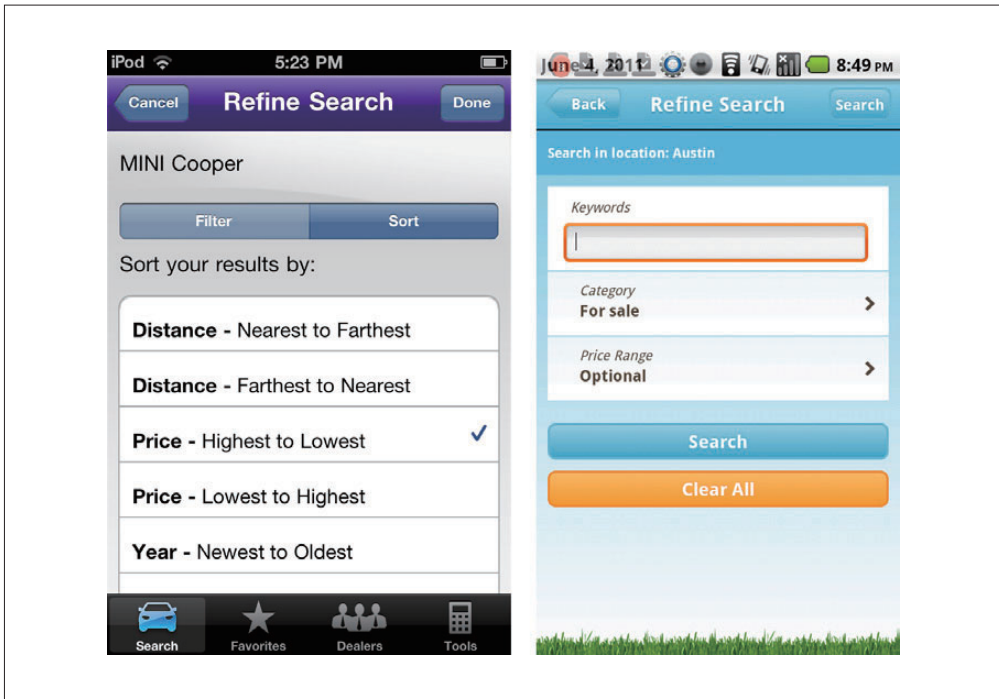 iPod 5:23 PM
Cancel Refine Search Done
MINI Cooper
Filter Sort
Sort your results by:
Distance - Nearest to Farthest
Distance - Farthest to Nearest
Price - Highest to Lowest
Price - Lowest to Highest
Year - Newest to Oldest
Search Favorites Dealers Tools
June 4, 2011 8:49 PM
Back Refine Search Search
Search in location: Austin
Keywords
Category
For sale
Price Range
Optional
Search
Clear All